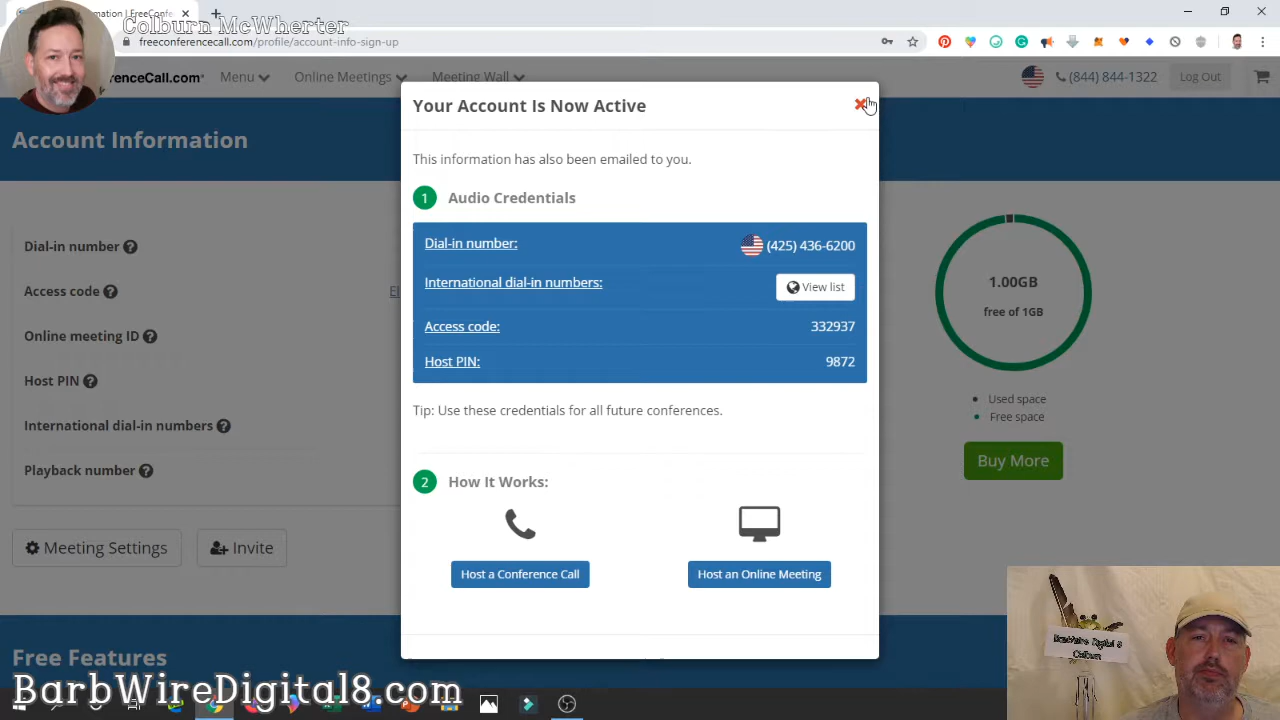 Colburn McWherter
freeconferencecall.com/profile/account-info-sign-up
Menu
Online Meetings
Meeting Wall
(844) 844-1322
Log Out
Account Information
Dial-in number
Access code
Online meeting ID
Host PIN
International dial-in numbers
Playback number
Meeting Settings
Invite
Your Account Is Now Active
This information has also been emailed to you.
1 Audio Credentials
Dial-in number: (425) 436-6200
International dial-in numbers: View list
Access code: 332937
Host PIN: 9872
Tip: Use these credentials for all future conferences.
2 How It Works:
Host a Conference Call
Host an Online Meeting
1.00GB
free of 1GB
Used space
Free space
Buy More
Free Features
BarbWireDigital8.com